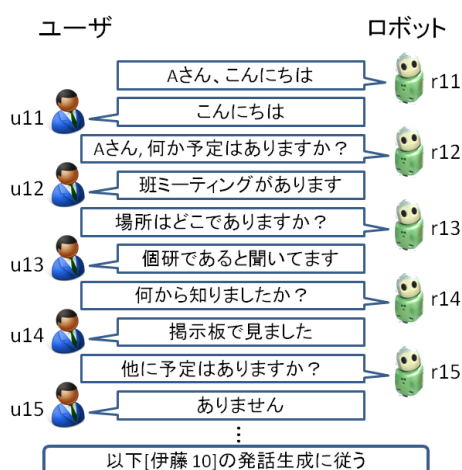 ユーザ
ロボット
Aさん、こんにちは
r11
u11
こんにちは
Aさん,何か予定はありますか？
r12
u12
班ミーティングがあります
場所はどこでありますか？
r13
u13
個研であると聞いてます
何から知りましたか？
r14
u14
掲示板で見ました
他に予定はありますか？
r15
u15
ありません
⋮
以下[伊藤 10]の発話生成に従う